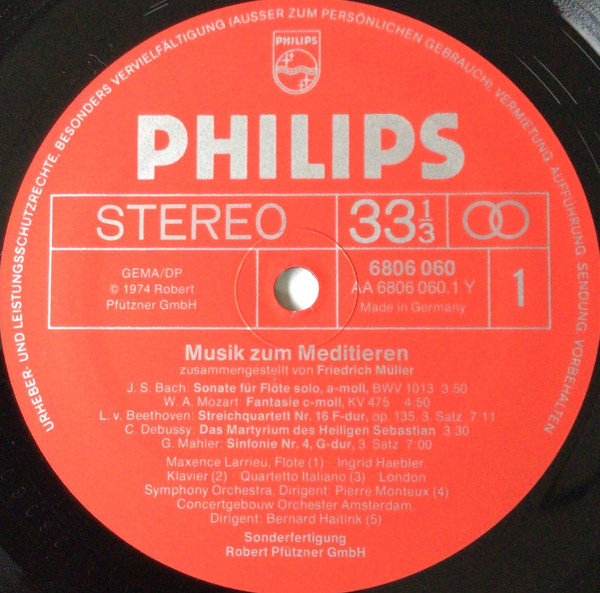 URHEBER- UND LEISTUNGSSCHUTZRECHTE, BESONDERS VERVIELFÄLTIGUNG (AUSSER ZUM PERSÖNLICHEN GEBRAUCH), VERMIETUNG, AUFFÜHRUNG, SENDUNG, VORBEHALTEN
PHILIPS
PHILIPS
STEREO 33 1/3
GEMA/DP
© 1974 Robert
Pfützner GmbH
6806 060
AA 6806 060.1 Y
Made in Germany
1
Musik zum Meditieren
zusammengestellt von Friedrich Müller
J. S. Bach: Sonate für Flöte solo, a-moll, BWV 1013 3.50
W. A. Mozart: Fantasie c-moll, KV 475 4.50
L. v. Beethoven: Streichquartett Nr. 16 F-dur, op. 135, 3. Satz 7:11
C. Debussy: Das Martyrium des Heiligen Sebastian 3.30
G. Mahler: Sinfonie Nr. 4, G-dur, 3. Satz 7:00
Maxence Larrieu, Flöte (1) · Ingrid Haebler,
Klavier (2) · Quartetto Italiano (3) · London
Symphony Orchestra, Dirigent: Pierre Monteux (4)
Concertgebouw Orchester Amsterdam,
Dirigent: Bernard Haitink (5)
Sonderfertigung
Robert Pfützner GmbH